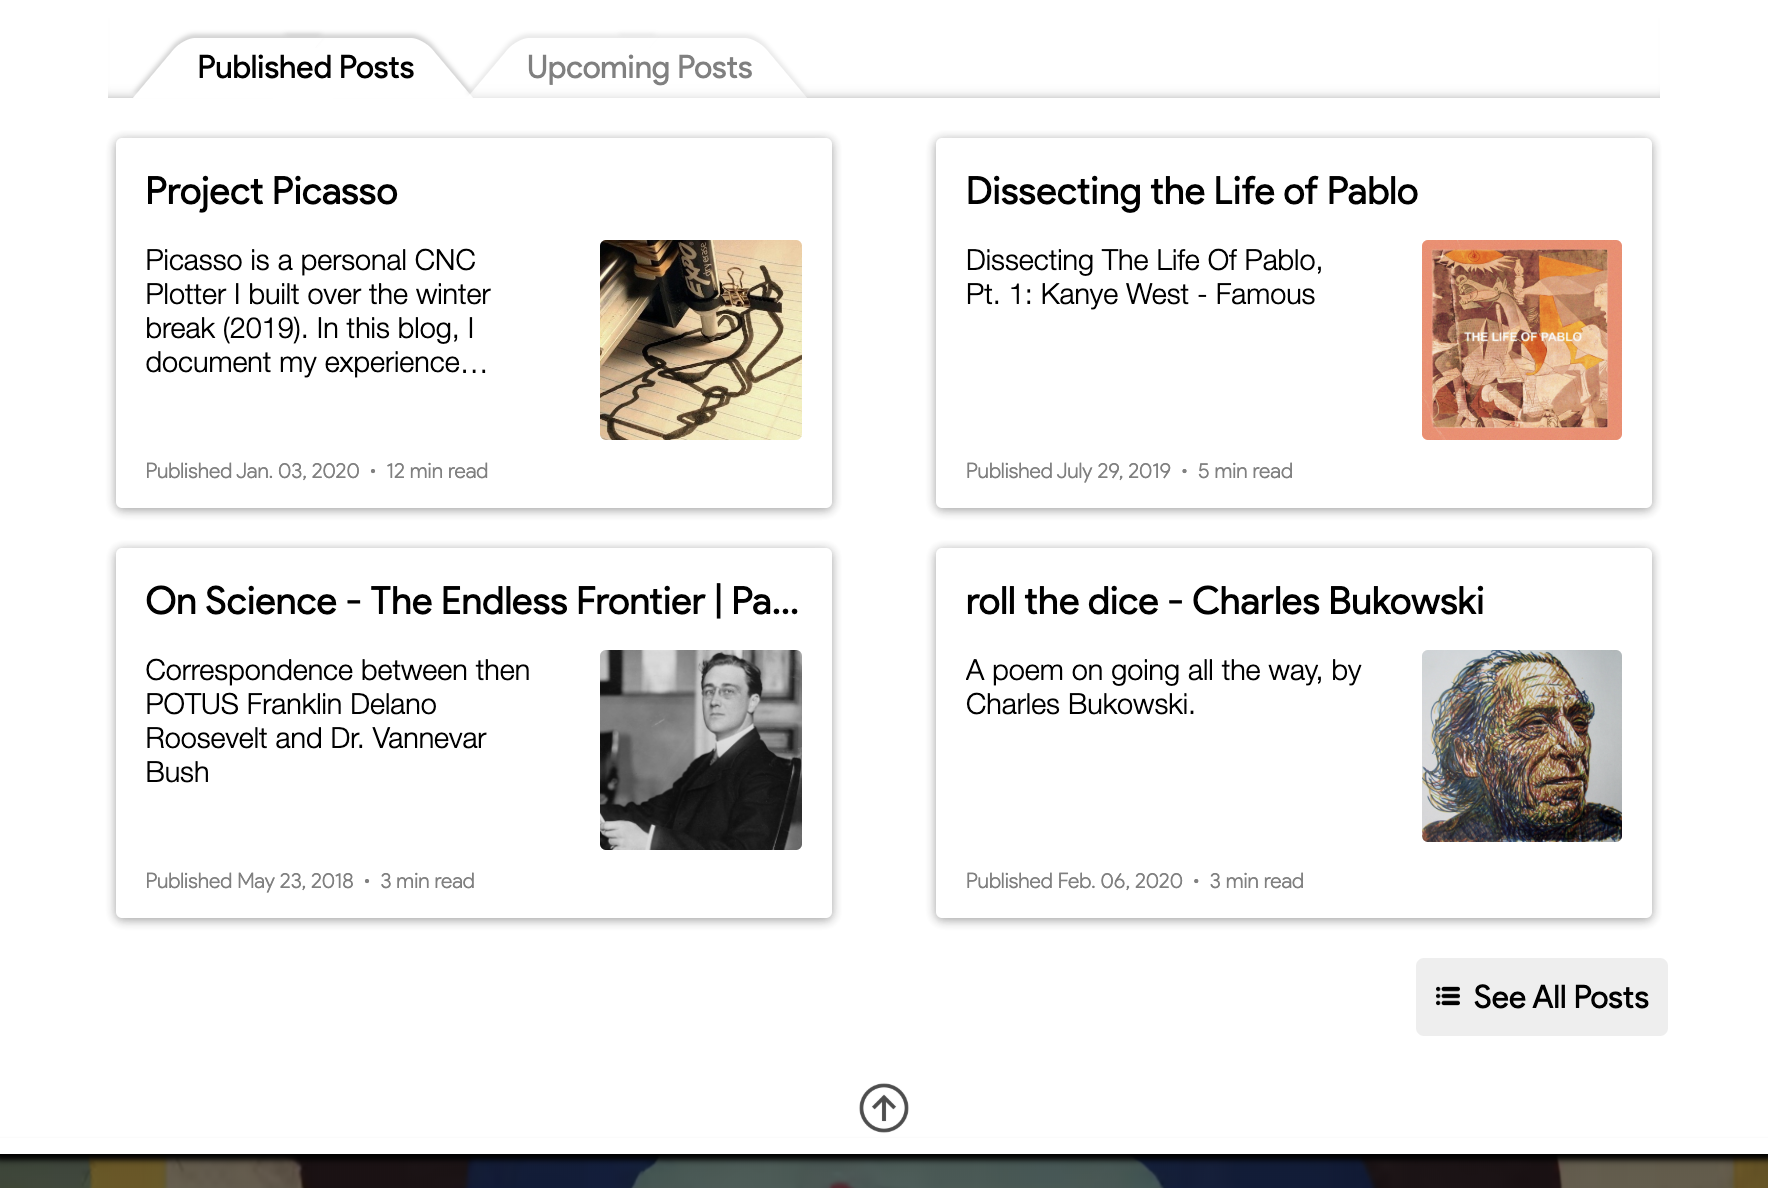 Published Posts
Upcoming Posts
Project Picasso
Picasso is a personal CNC
Plotter I built over the winter
break (2019). In this blog, I
document my experience…
EXPO
dry erase
Published Jan. 03, 2020 • 12 min read
Dissecting the Life of Pablo
Dissecting The Life Of Pablo,
Pt. 1: Kanye West - Famous
THE LIFE OF PABLO
Published July 29, 2019 • 5 min read
On Science - The Endless Frontier | Pa...
Correspondence between then
POTUS Franklin Delano
Roosevelt and Dr. Vannevar
Bush
Published May 23, 2018 • 3 min read
roll the dice - Charles Bukowski
A poem on going all the way, by
Charles Bukowski.
Published Feb. 06, 2020 • 3 min read
See All Posts